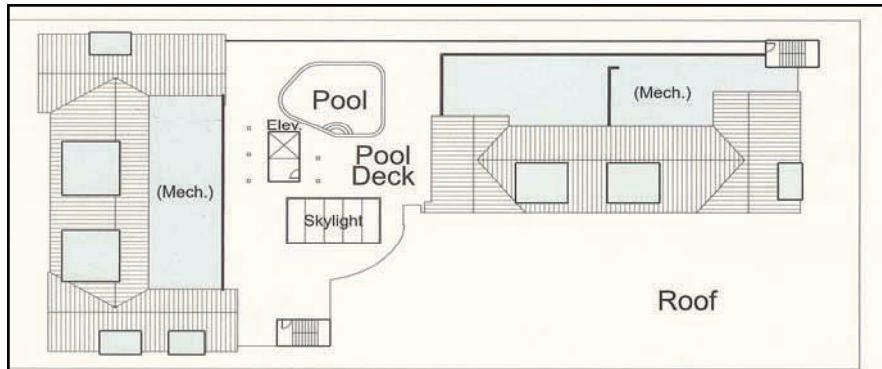 Pool
(Mech.)
Elev.
Pool
Deck
(Mech.)
Skylight
Roof